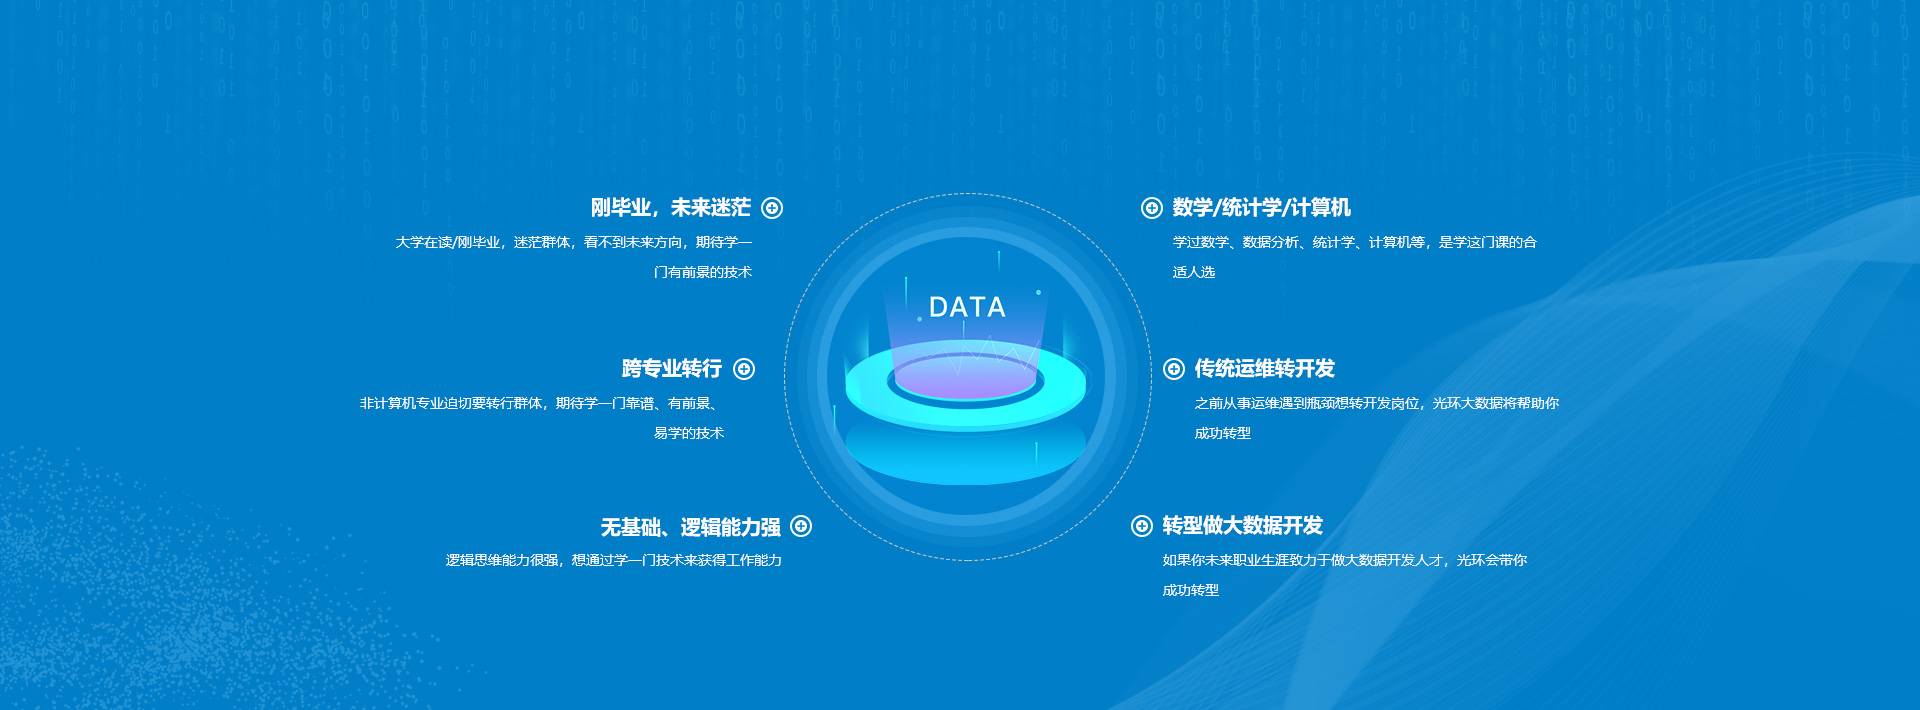 刚毕业，未来迷茫
大学在读/刚毕业，迷茫群体，看不到未来方向，期待学一
门有前景的技术
跨专业转行
非计算机专业迫切要转行群体，期待学一门靠谱、有前景、
易学的技术
无基础、逻辑能力强
逻辑思维能力很强，想通过学一门技术来获得工作能力
DATA
数学/统计学/计算机
学过数学、数据分析、统计学、计算机等，是学这门课的合
适人选
传统运维转开发
之前从事运维遇到瓶颈想转开发岗位，光环大数据将帮助你
成功转型
转型做大数据开发
如果你未来职业生涯致力于做大数据开发人才，光环会带你
成功转型